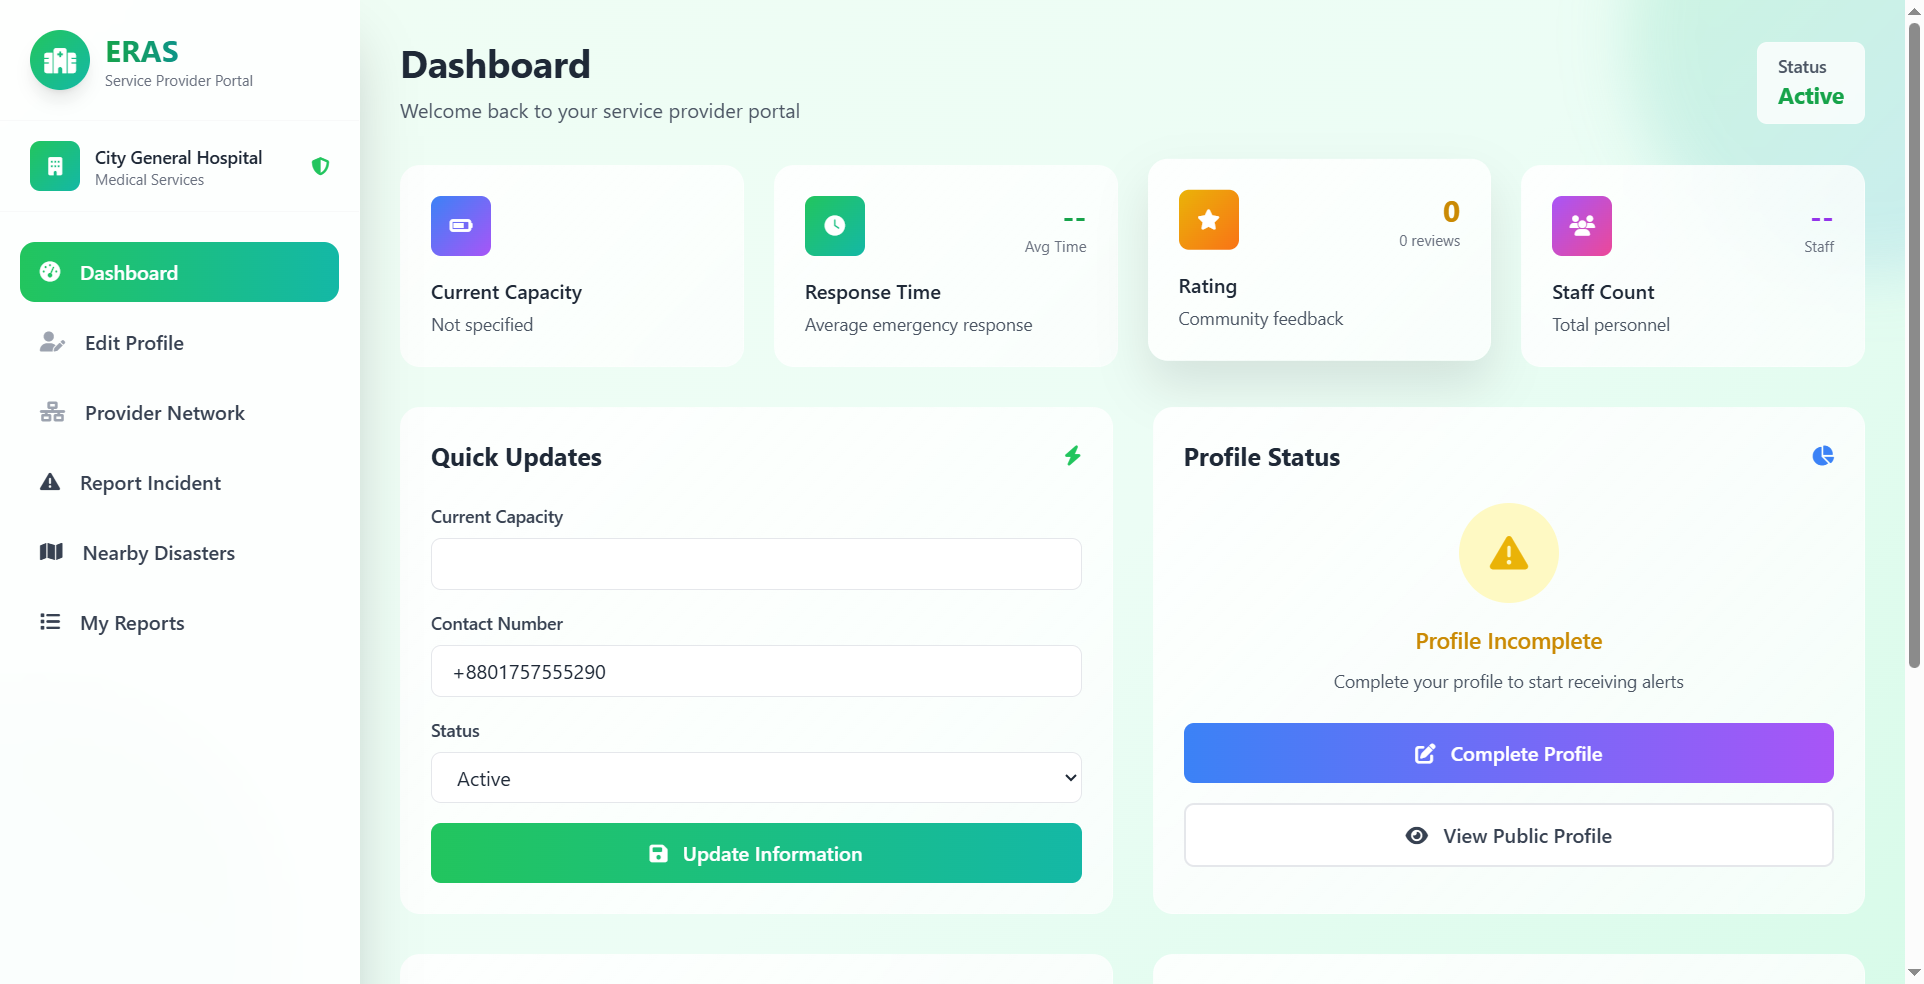 ERAS
Service Provider Portal
City General Hospital
Medical Services
Dashboard
Edit Profile
Provider Network
Report Incident
Nearby Disasters
My Reports
Dashboard
Welcome back to your service provider portal
Status
Active
Current Capacity
Not specified
--
Avg Time
Response Time
Average emergency response
0
0 reviews
Rating
Community feedback
--
Staff
Staff Count
Total personnel
Quick Updates
Current Capacity
Contact Number
+8801757555290
Status
Active
Update Information
Profile Status
Profile Incomplete
Complete your profile to start receiving alerts
Complete Profile
View Public Profile